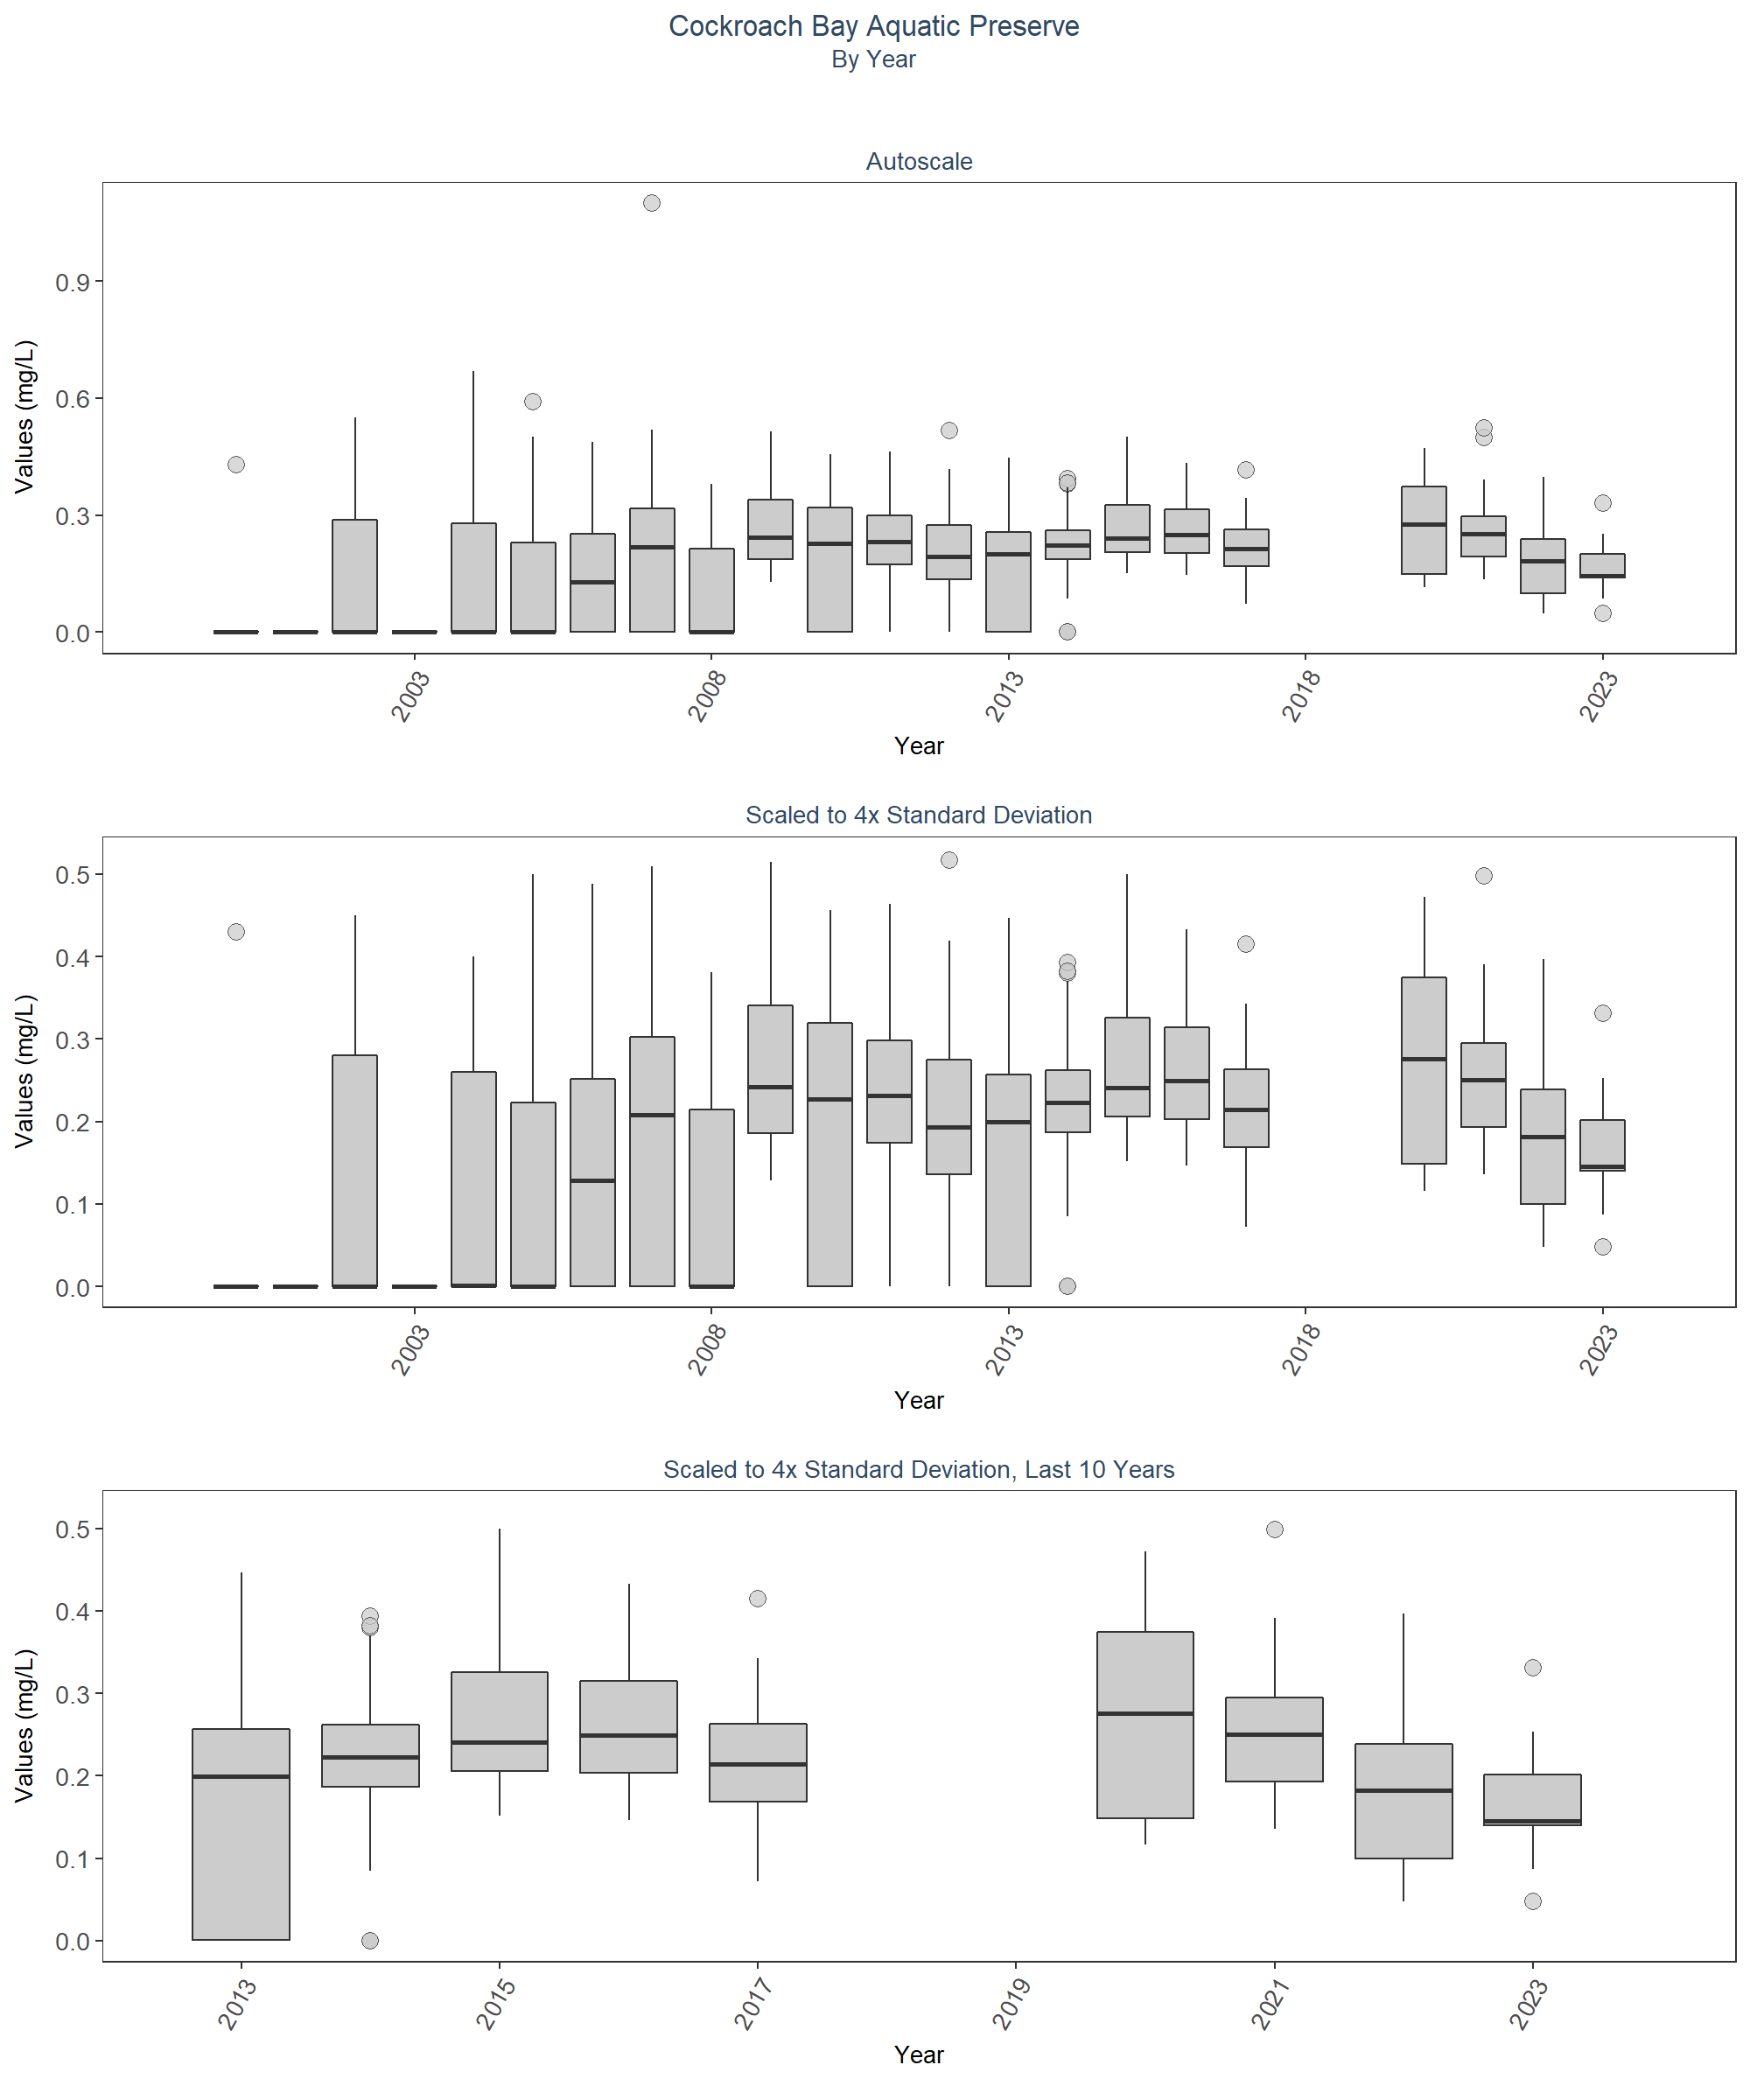 Cockroach Bay Aquatic Preserve
By Year
Autoscale
Values (mg/L)
0.9
0.6
0.3
0.0
2003
2008
2013
2018
2023
Year
Scaled to 4x Standard Deviation
Values (mg/L)
0.5
0.4
0.3
0.2
0.1
0.0
2003
2008
2013
2018
2023
Year
Scaled to 4x Standard Deviation, Last 10 Years
Values (mg/L)
0.5
0.4
0.3
0.2
0.1
0.0
2013
2015
2017
2019
2021
2023
Year